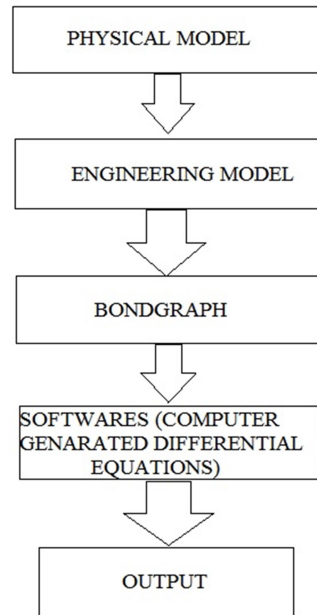 PHYSICAL MODEL
ENGINEERING MODEL
BONDGRAPH
SOFTWARES (COMPUTER
GENARATED DIFFERENTIAL
EQUATIONS)
OUTPUT